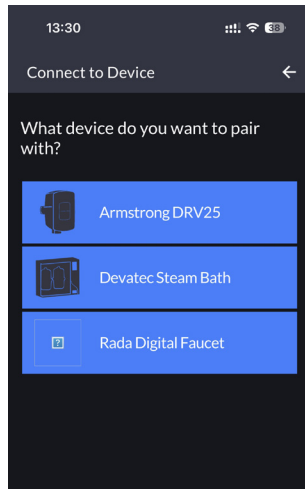 13:30
38
Connect to Device
What device do you want to pair
with?
Armstrong DRV25
Devatec Steam Bath
?
Rada Digital Faucet